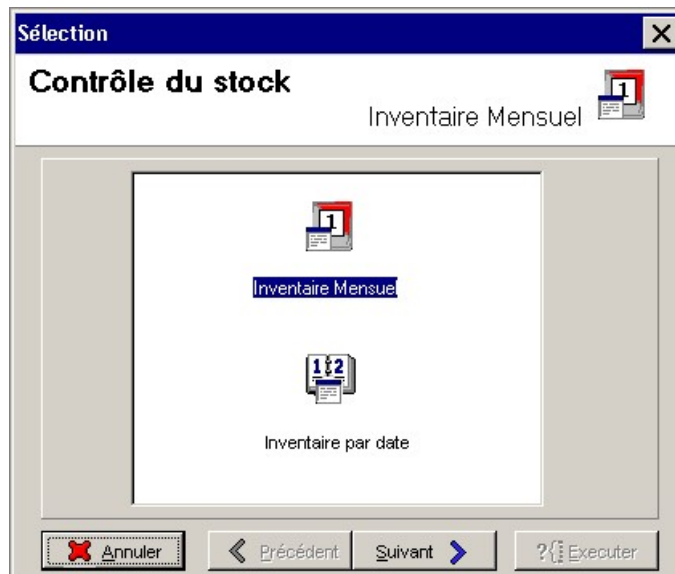 Sélection
Contrôle du stock
Inventaire Mensuel
1
1
Inventaire Mensuel
1 2
Inventaire par date
Annuler
Précédent
Suivant
?{ Executer